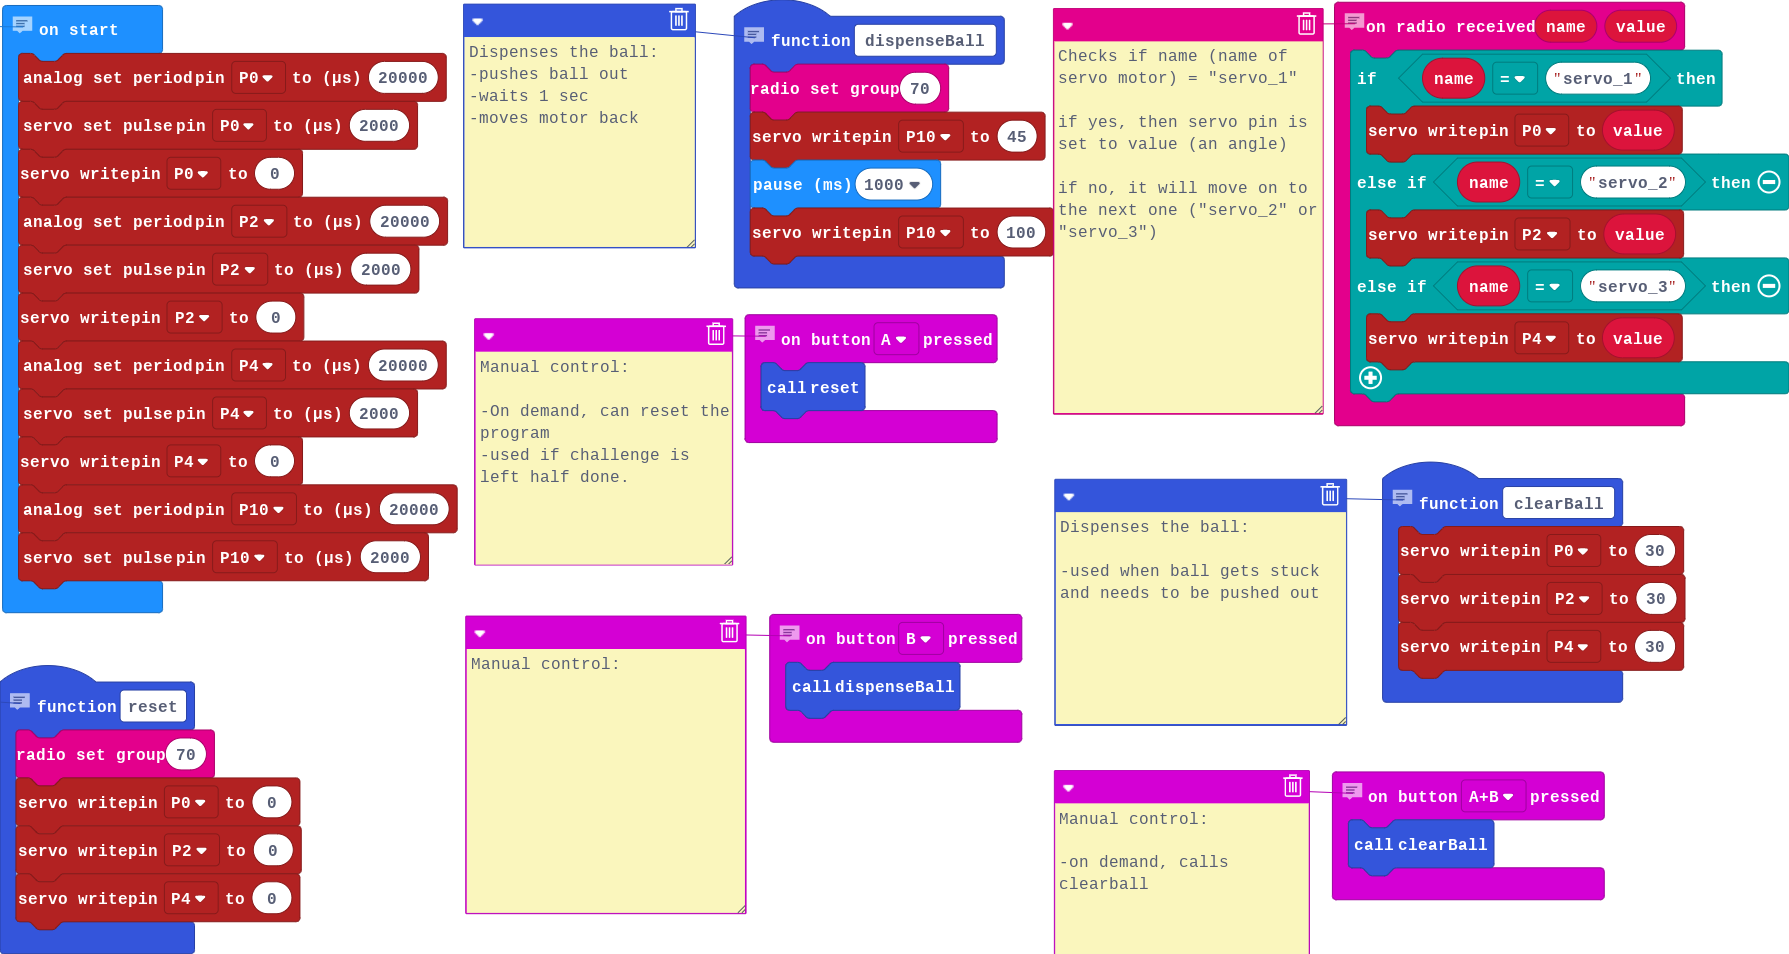 on start
analog set period pin P0 to (µs) 20000
servo set pulse pin P0 to (µs) 2000
servo write pin P0 to 0
analog set period pin P2 to (µs) 20000
servo set pulse pin P2 to (µs) 2000
servo write pin P2 to 0
analog set period pin P4 to (µs) 20000
servo set pulse pin P4 to (µs) 2000
servo write pin P4 to 0
analog set period pin P10 to (µs) 20000
servo set pulse pin P10 to (µs) 2000
function reset
radio set group 70
servo write pin P0 to 0
servo write pin P2 to 0
servo write pin P4 to 0
Dispenses the ball:
-pushes ball out
-waits 1 sec
-moves motor back
function dispenseBall
radio set group 70
servo write pin P10 to 45
pause (ms) 1000
servo write pin P10 to 100
Manual control:
-On demand, can reset the
program
-used if challenge is
left half done.
on button A pressed
call reset
Manual control:
on button B pressed
call dispenseBall
Checks if name (name of
servo motor) = "servo_1"
if yes, then servo pin is
set to value (an angle)
if no, it will move on to
the next one ("servo_2" or
"servo_3")
on radio received name value
if name = "servo_1" then
servo write pin P0 to value
else if name = "servo_2" then
servo write pin P2 to value
else if name = "servo_3" then
servo write pin P4 to value
Dispenses the ball:
-used when ball gets stuck
and needs to be pushed out
function clearBall
servo write pin P0 to 30
servo write pin P2 to 30
servo write pin P4 to 30
Manual control:
-on demand, calls
clearball
on button A+B pressed
call clearBall